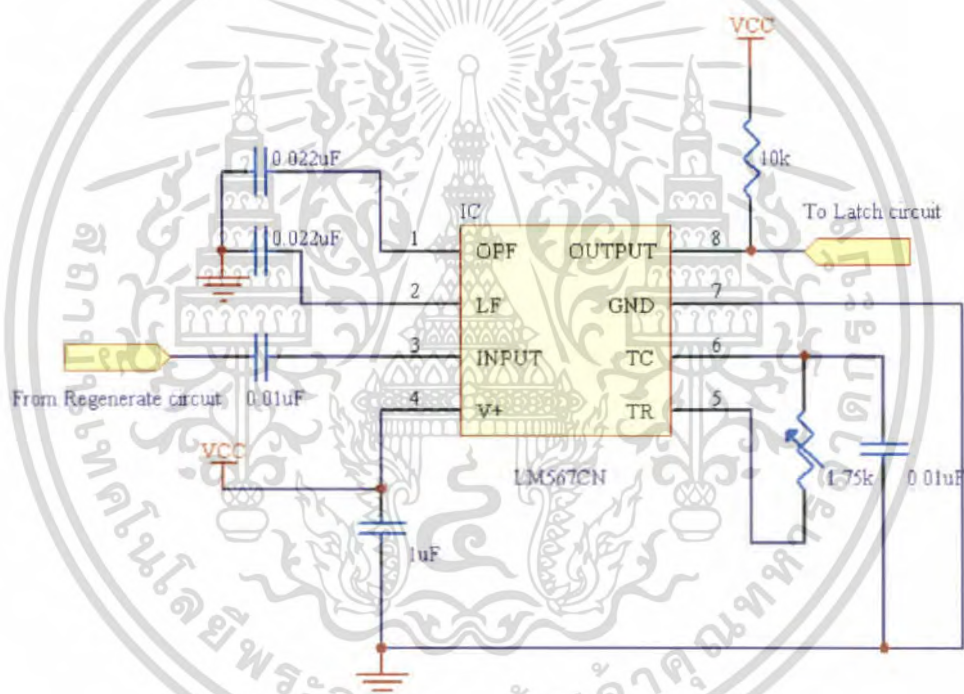 VCC
0.022uF
10k
IC
To Latch circuit
0.022uF
1
OPF
OUTPUT
8
2
LF
GND
7
3
INPUT
TC
6
From Regenerate circuit
0.01uF
4
V+
TR
5
VCC
LM567CN
1.75k
0.01uF
1uF